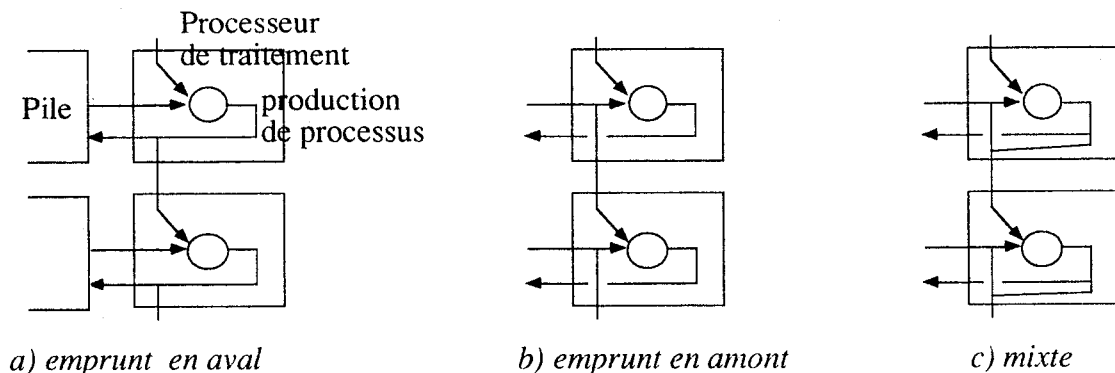 Processeur
de traitement
Pile
production
de processus
a) emprunt en aval
b) emprunt en amont
c) mixte